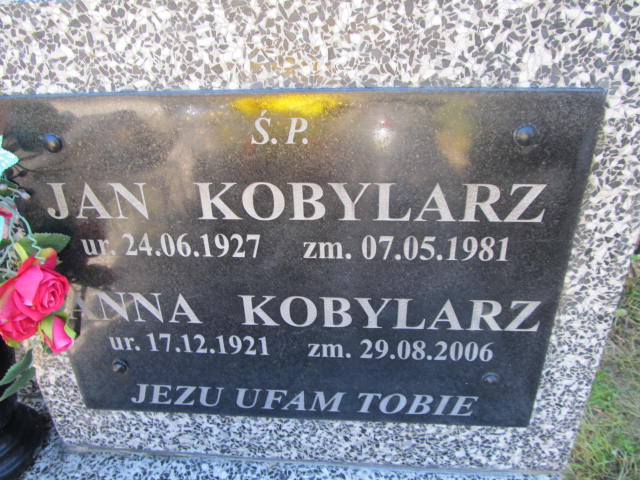 Ś.P.
JAN KOBYLARZ
ur. 24.06.1927 zm. 07.05.1981
ANNA KOBYLARZ
ur. 17.12.1921 zm. 29.08.2006
JEZU UFAM TOBIE